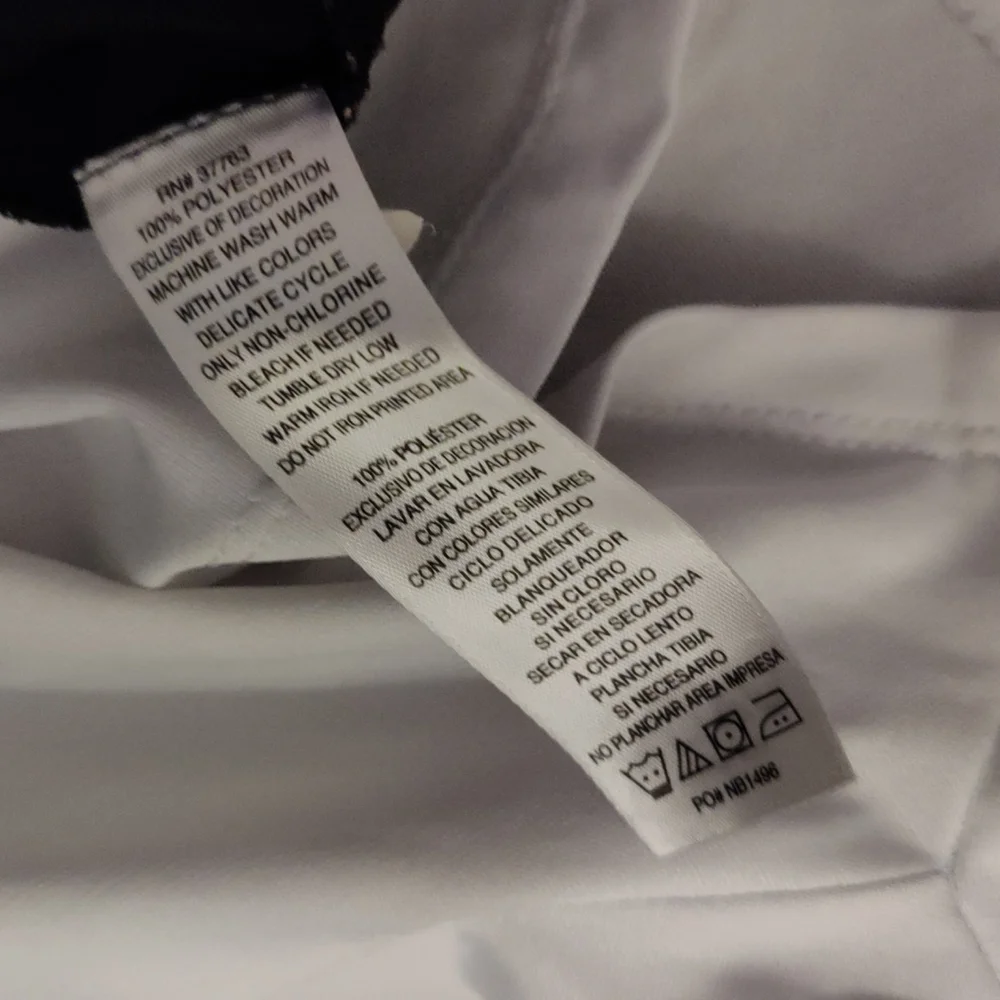 RN# 37763
100% POLYESTER
EXCLUSIVE OF DECORATION
MACHINE WASH WARM
WITH LIKE COLORS
DELICATE CYCLE
ONLY NON-CHLORINE
BLEACH IF NEEDED
TUMBLE DRY LOW
WARM IRON IF NEEDED
DO NOT IRON PRINTED AREA
100% POLIÉSTER
EXCLUSIVO DE DECORACION
LAVAR EN LAVADORA
CON AGUA TIBIA
CON COLORES SIMILARES
CICLO DELICADO
SOLAMENTE
BLANQUEADOR
SIN CLORO
SI NECESARIO
SECAR EN SECADORA
A CICLO LENTO
PLANCHA TIBIA
SI NECESARIO
NO PLANCHAR AREA IMPRESA
PO# NB1496